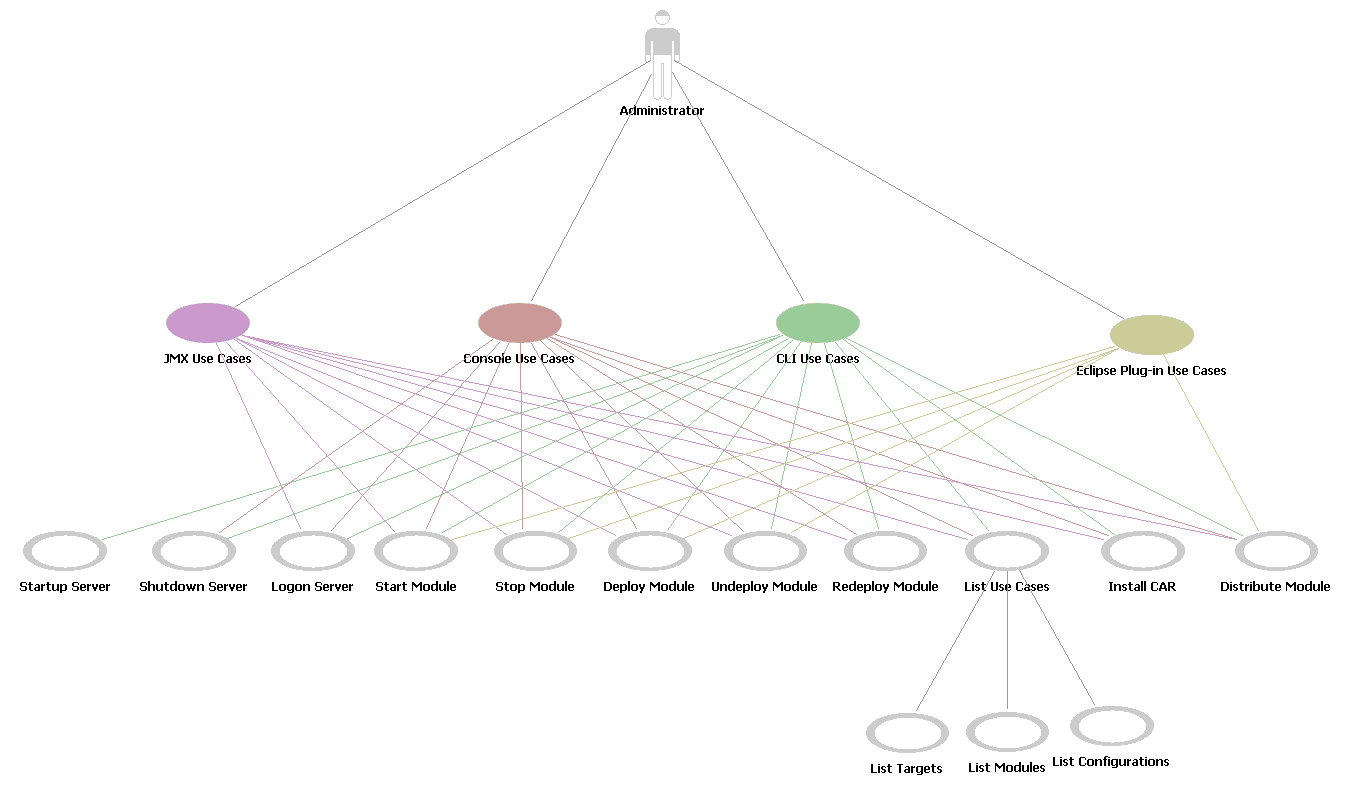 Administrator
JMX Use Cases
Console Use Cases
CLI Use Cases
Eclipse Plug-in Use Cases
Startup Server
Shutdown Server
Logon Server
Start Module
Stop Module
Deploy Module
Undeploy Module
Redeploy Module
List Use Cases
Install CAR
Distribute Module
List Targets
List Modules
List Configurations